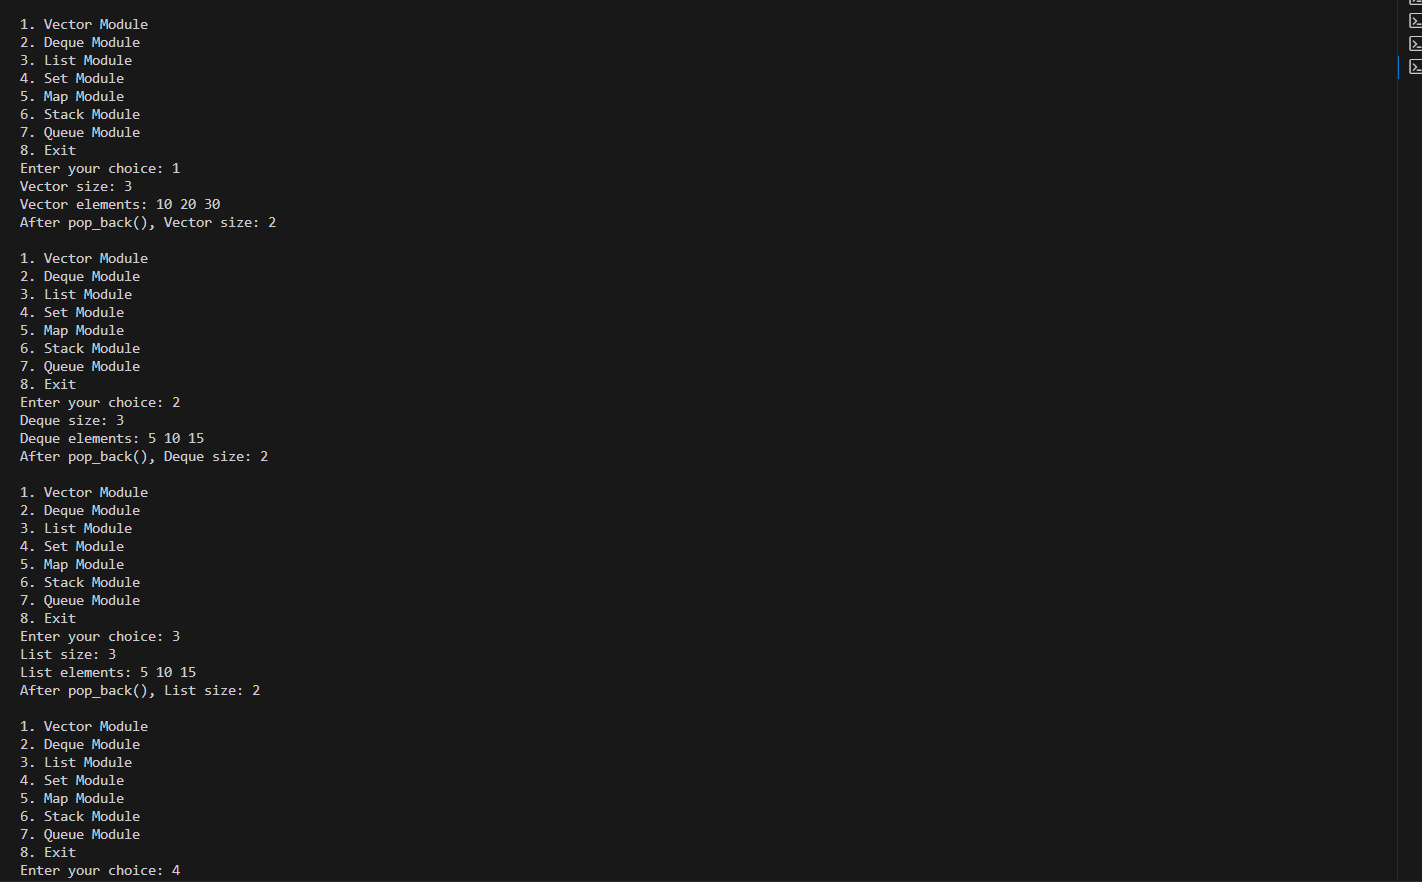 1. Vector Module
2. Deque Module
3. List Module
4. Set Module
5. Map Module
6. Stack Module
7. Queue Module
8. Exit
Enter your choice: 1
Vector size: 3
Vector elements: 10 20 30
After pop_back(), Vector size: 2
1. Vector Module
2. Deque Module
3. List Module
4. Set Module
5. Map Module
6. Stack Module
7. Queue Module
8. Exit
Enter your choice: 2
Deque size: 3
Deque elements: 5 10 15
After pop_back(), Deque size: 2
1. Vector Module
2. Deque Module
3. List Module
4. Set Module
5. Map Module
6. Stack Module
7. Queue Module
8. Exit
Enter your choice: 3
List size: 3
List elements: 5 10 15
After pop_back(), List size: 2
1. Vector Module
2. Deque Module
3. List Module
4. Set Module
5. Map Module
6. Stack Module
7. Queue Module
8. Exit
Enter your choice: 4